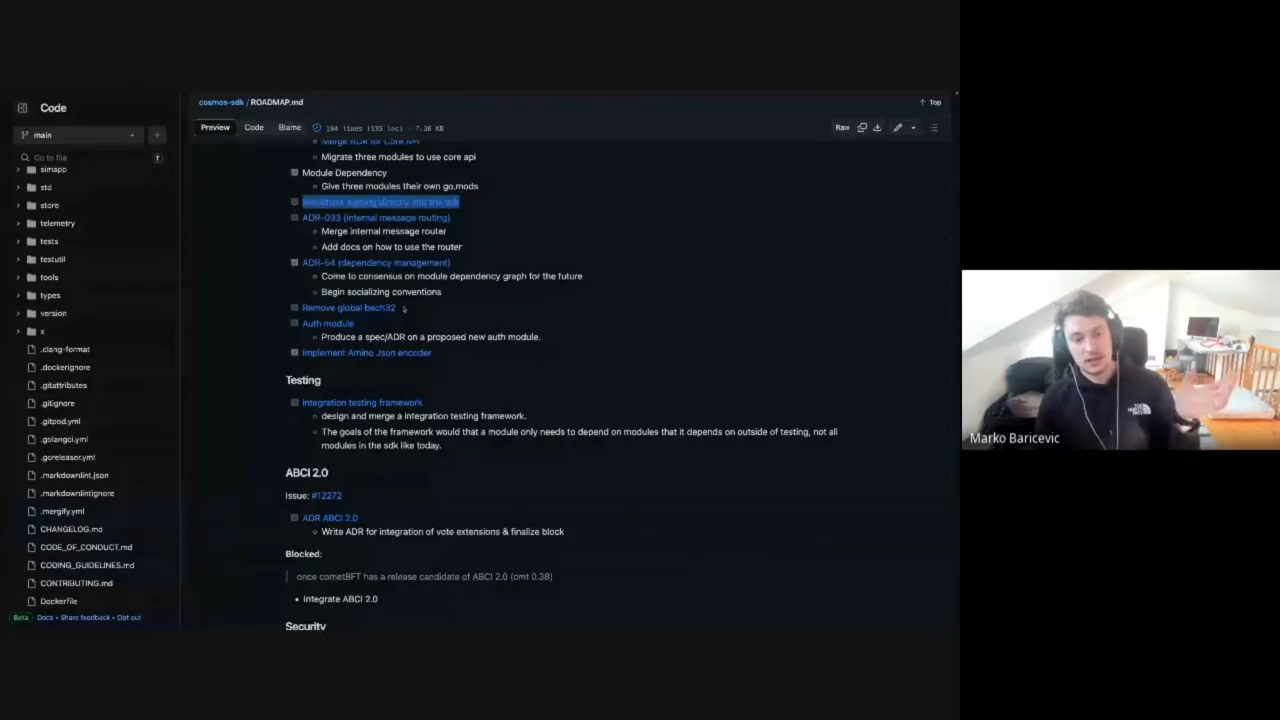 Code
main
Go to file
T
simapp
std
store
telemetry
tests
testutil
tools
types
version
x
.clang-format
.dockerignore
.gitattributes
.gitignore
.gitpod.yml
.golangci.yml
.goreleaser.yml
.markdownlint.json
.markdownlintignore
.mergify.yml
CHANGELOG.md
CODE_OF_CONDUCT.md
CODING_GUIDELINES.md
CONTRIBUTING.md
Dockerfile
Beta Docs • Share feedback • Opt out
cosmos-sdk / ROADMAP.md
Top
Preview Code Blame 194 lines (135 loc) · 7.36 KB
Raw
Merge ADR for Core API
Migrate three modules to use core api
Module Dependency
Give three modules their own go.mods
Metamask signing directly into the sdk
ADR-033 (internal message routing)
Merge internal message router
Add docs on how to use the router
ADR-54 (dependency management)
Come to consensus on module dependency graph for the future
Begin socializing conventions
Remove global bech32
Auth module
Produce a spec/ADR on a proposed new auth module.
Implement Amino Json encoder
Testing
Integration testing framework
design and merge a integration testing framework.
The goals of the framework would that a module only needs to depend on modules that it depends on outside of testing, not all
modules in the sdk like today.
ABCI 2.0
Issue: #12272
ADR ABCI 2.0
Write ADR for integration of vote extensions & finalize block
Blocked:
once cometBFT has a release candidate of ABCI 2.0 (cmt 0.38)
Integrate ABCI 2.0
Security
Marko Baricevic
THE NORTH FACE